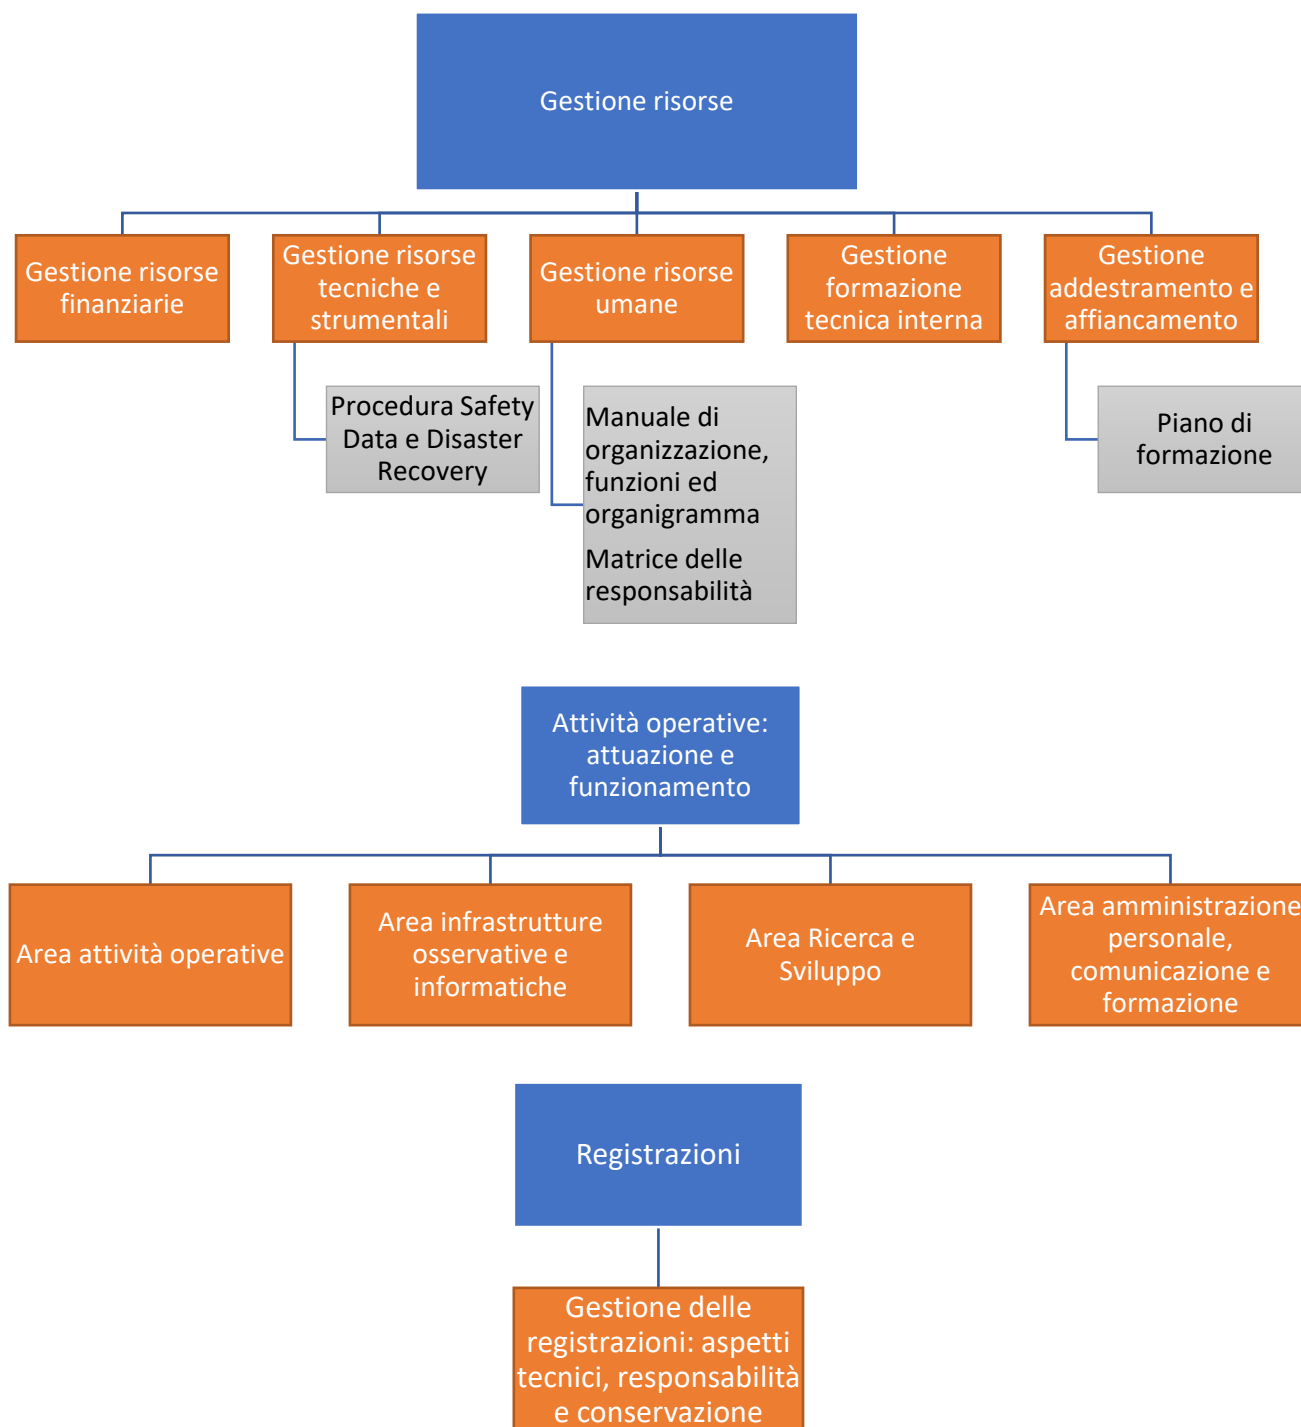 Gestione risorse
Gestione risorse
finanziarie
Gestione risorse
tecniche e
strumentali
Gestione risorse
umane
Gestione
formazione
tecnica interna
Gestione
addestramento e
affiancamento
Procedura Safety
Data e Disaster
Recovery
Manuale di
organizzazione,
funzioni ed
organigramma
Matrice delle
responsabilità
Piano di
formazione
Attività operative:
attuazione e
funzionamento
Area attività operative
Area infrastrutture
osservative e
informatiche
Area Ricerca e
Sviluppo
Area amministrazione
personale,
comunicazione e
formazione
Registrazioni
Gestione delle
registrazioni: aspetti
tecnici, responsabilità
e conservazione